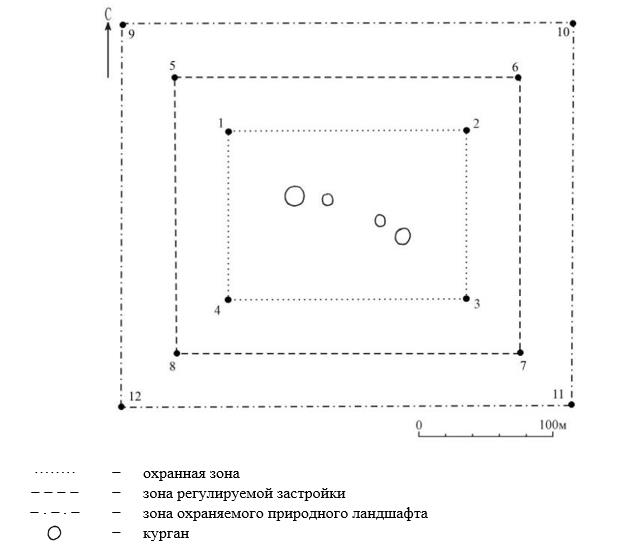 С
9
10
5
6
1
2
4
3
8
7
12
11
0
100м
– охранная зона
– зона регулируемой застройки
– зона охраняемого природного ландшафта
– курган